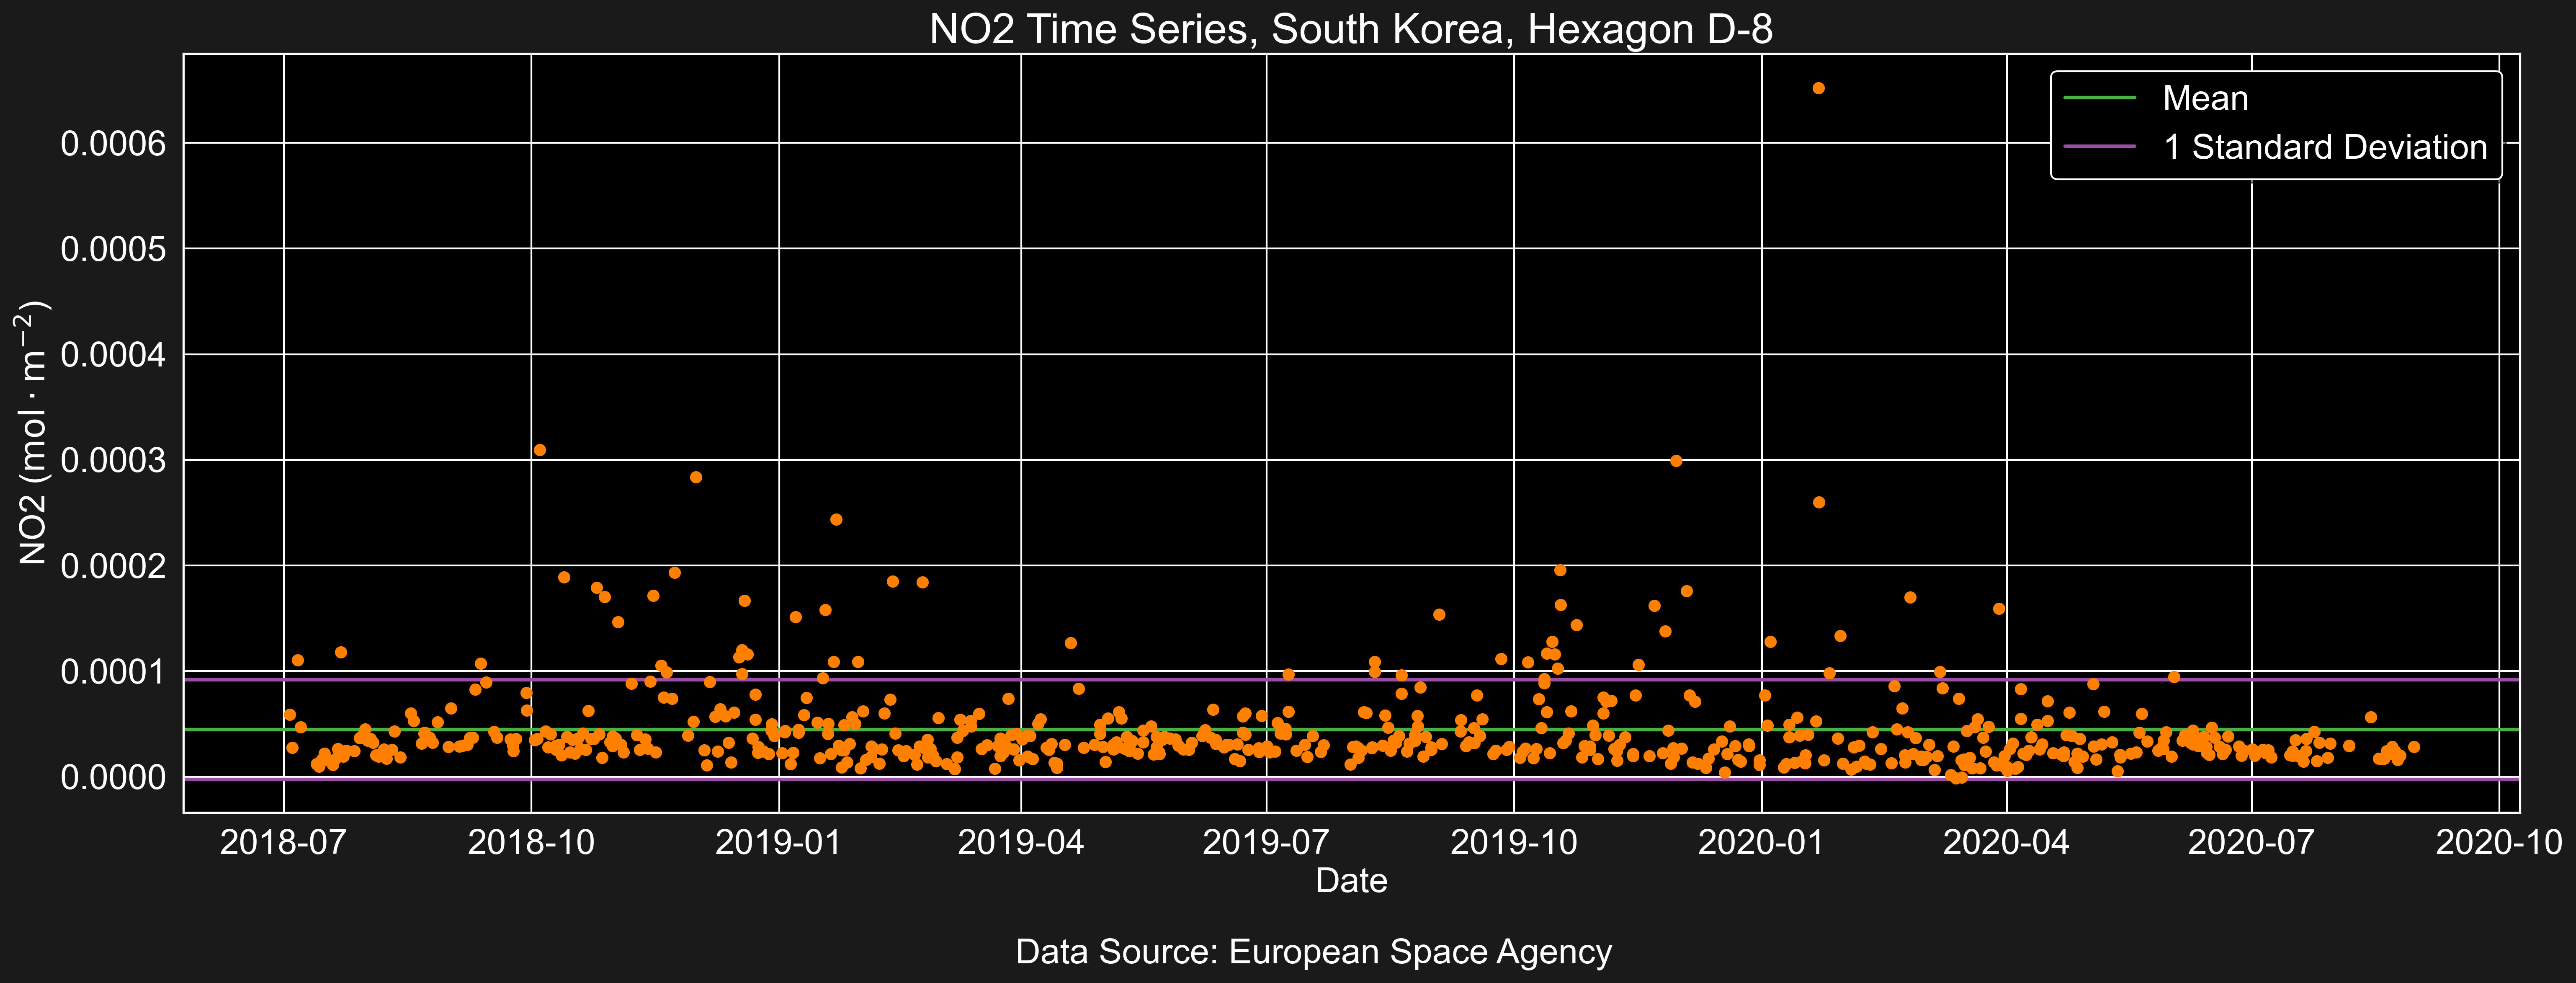 NO2 Time Series, South Korea, Hexagon D-8
Mean
1 Standard Deviation
NO2 (mol · m⁻²)
0.0006
0.0005
0.0004
0.0003
0.0002
0.0001
0.0000
2018-07 2018-10 2019-01 2019-04 2019-07 2019-10 2020-01 2020-04 2020-07 2020-10
Date
Data Source: European Space Agency